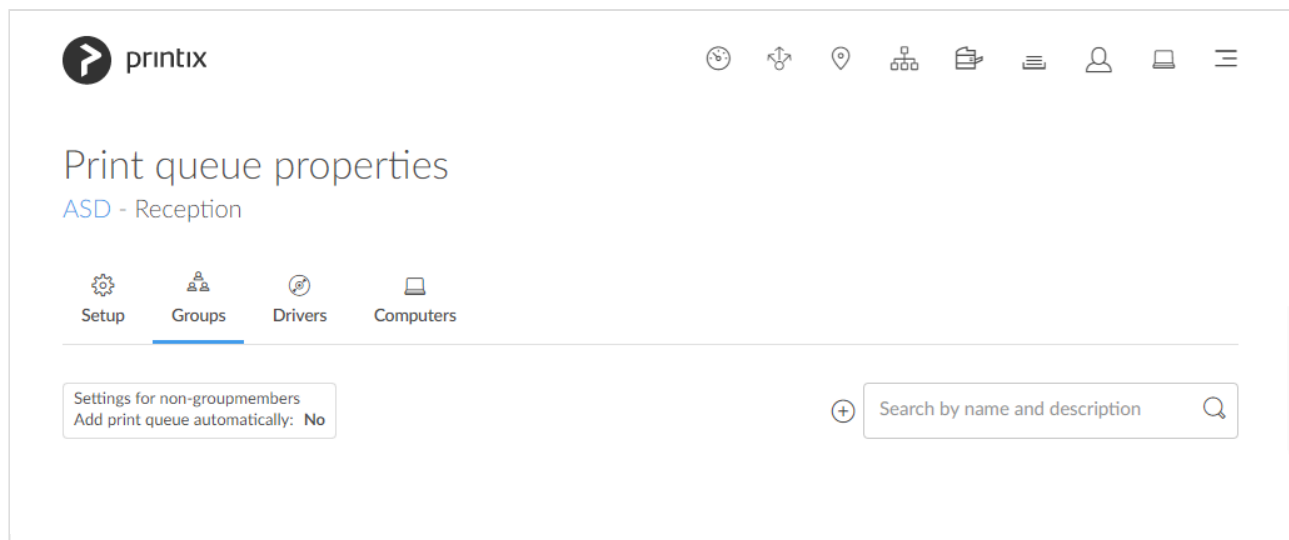 printix
Print queue properties
ASD - Reception
Setup
Groups
Drivers
Computers
Settings for non-groupmembers
Add print queue automatically: No
Search by name and description